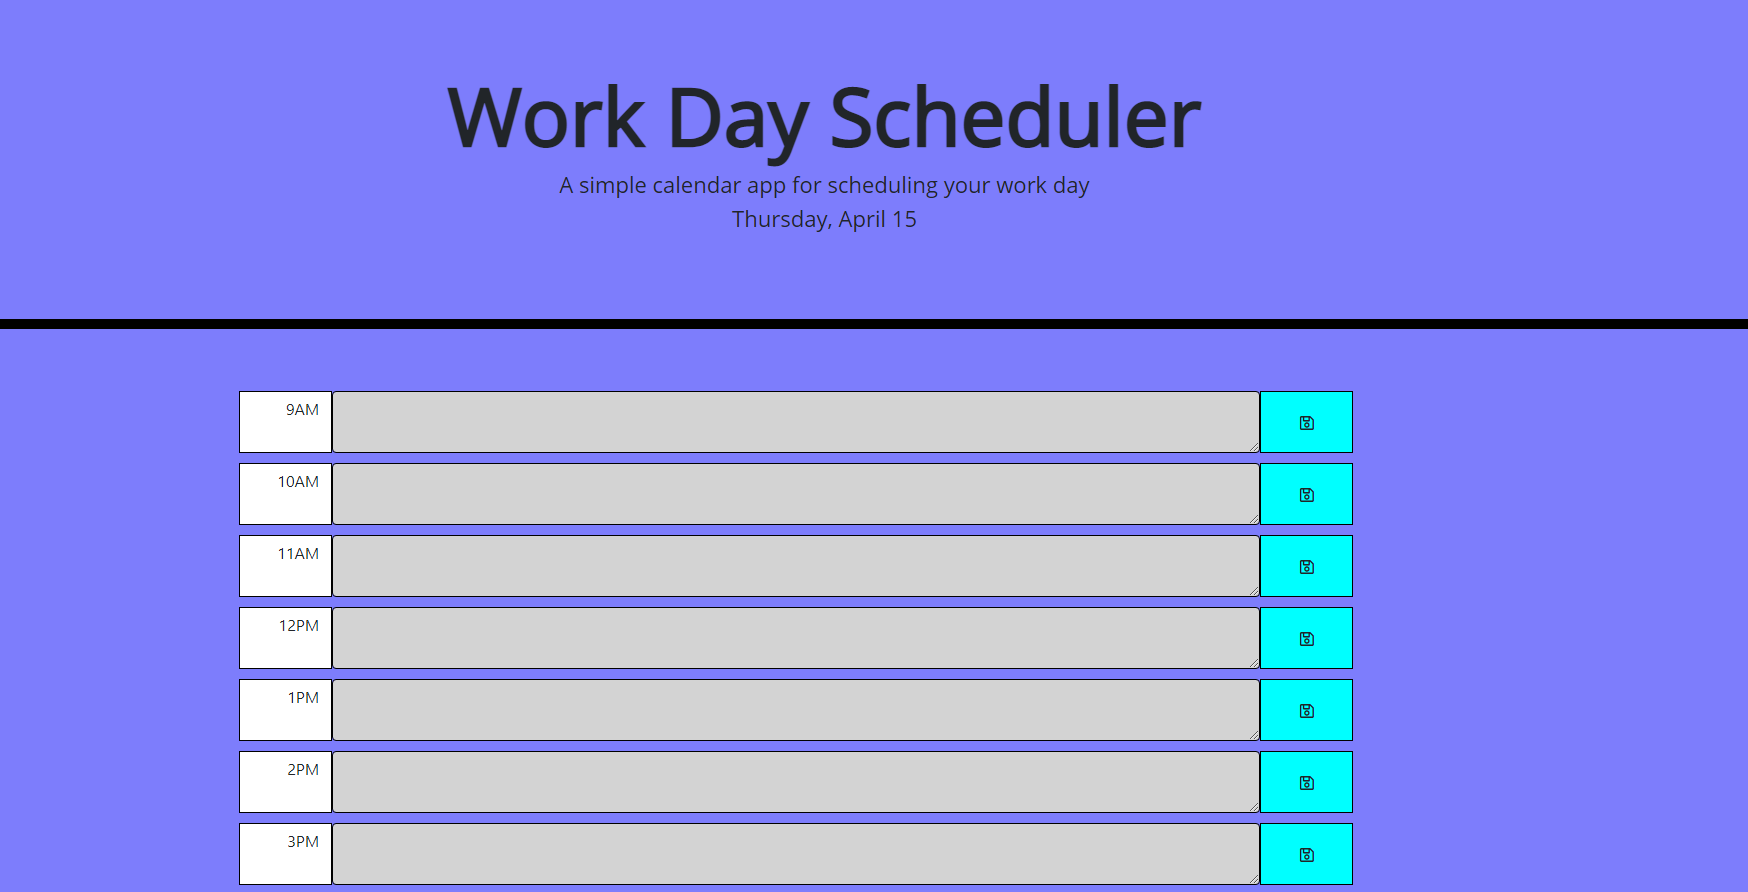 Work Day Scheduler
A simple calendar app for scheduling your work day
Thursday, April 15
9AM
10AM
11AM
12PM
1PM
2PM
3PM